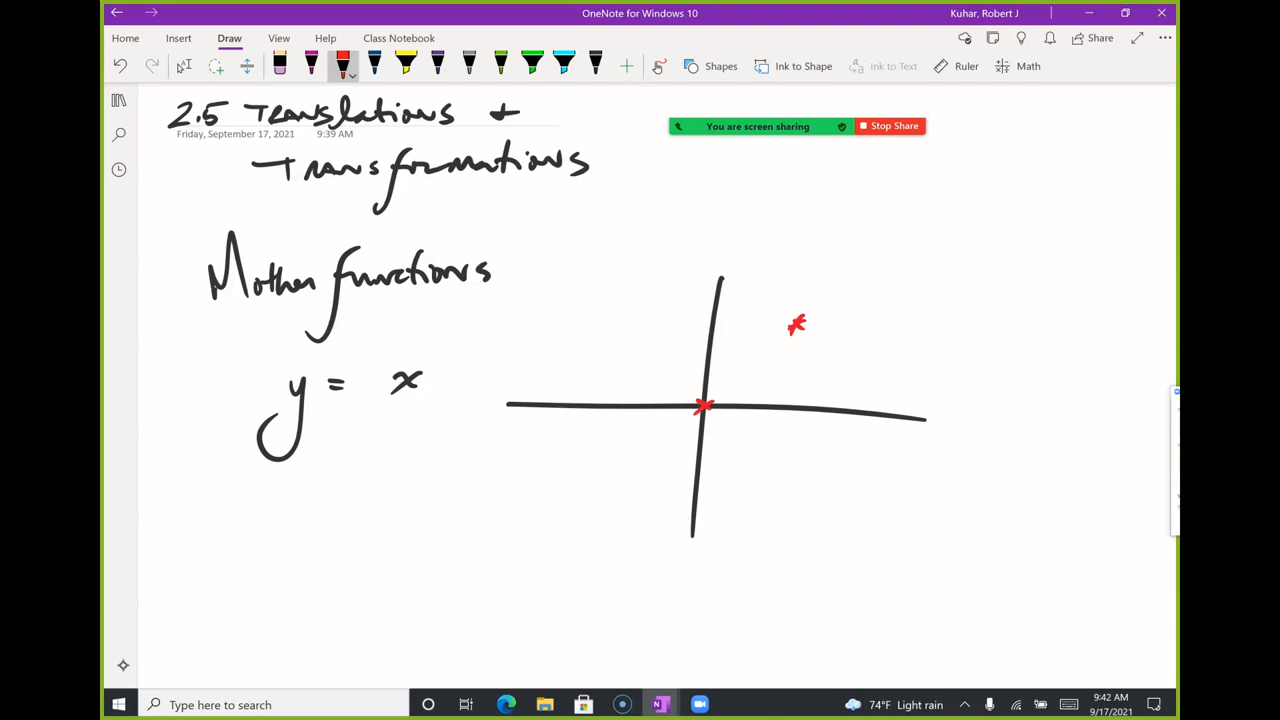 OneNote for Windows 10
Kuhar, Robert J
Home Insert Draw View Help Class Notebook
Share
Shapes Ink to Shape Ink to Text Ruler Math
2.5 Translations +
Friday, September 17, 2021 9:39 AM
You are screen sharing Stop Share
Transformations
Mother functions
y = x
Type here to search
74°F Light rain
9:42 AM
9/17/2021